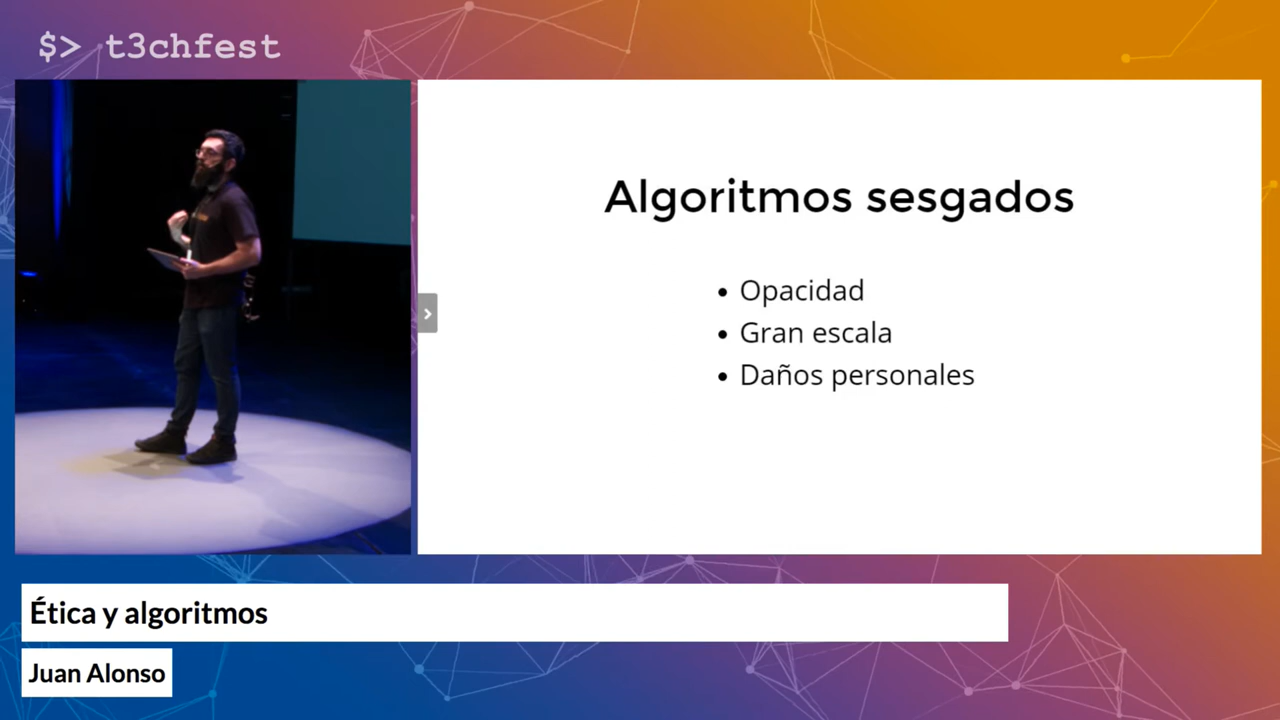 $> t3chfest
Algoritmos sesgados
• Opacidad
• Gran escala
• Daños personales
Ética y algoritmos
Juan Alonso